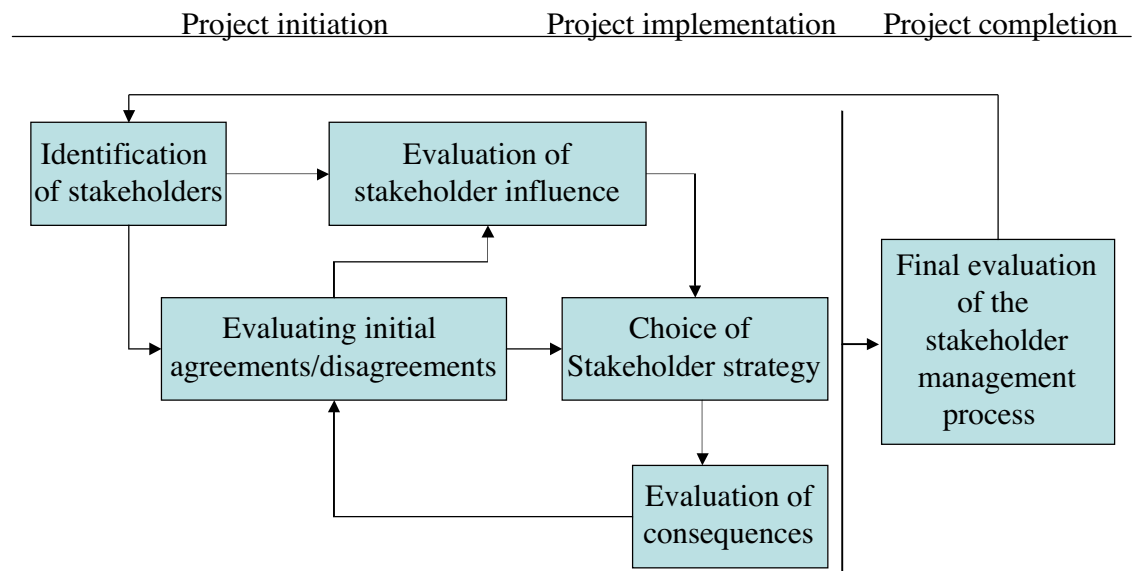 Project initiation
Project implementation
Project completion
Identification
of stakeholders
Evaluation of
stakeholder influence
Evaluating initial
agreements/disagreements
Choice of
Stakeholder strategy
Final evaluation
of the
stakeholder
management
process
Evaluation of
consequences